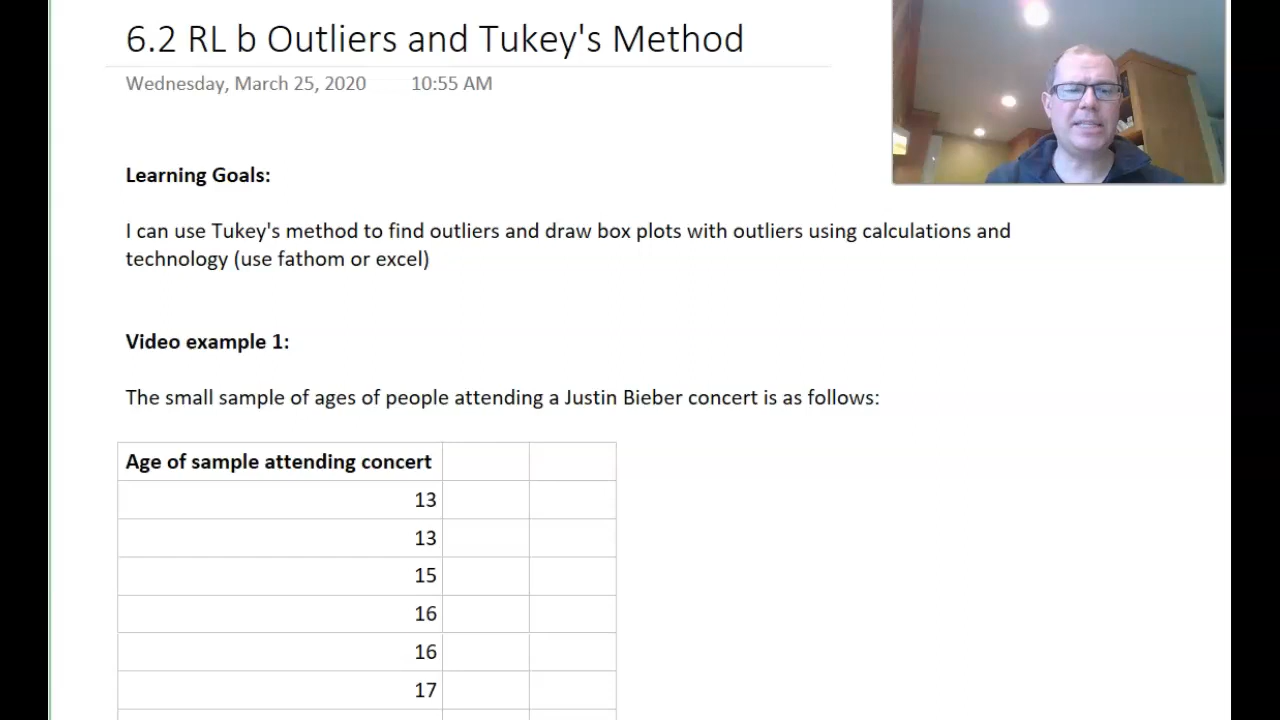 6.2 RL b Outliers and Tukey's Method
Wednesday, March 25, 2020 10:55 AM
Learning Goals:
I can use Tukey's method to find outliers and draw box plots with outliers using calculations and
technology (use fathom or excel)
Video example 1:
The small sample of ages of people attending a Justin Bieber concert is as follows:
Age of sample attending concert
13
13
15
16
16
17